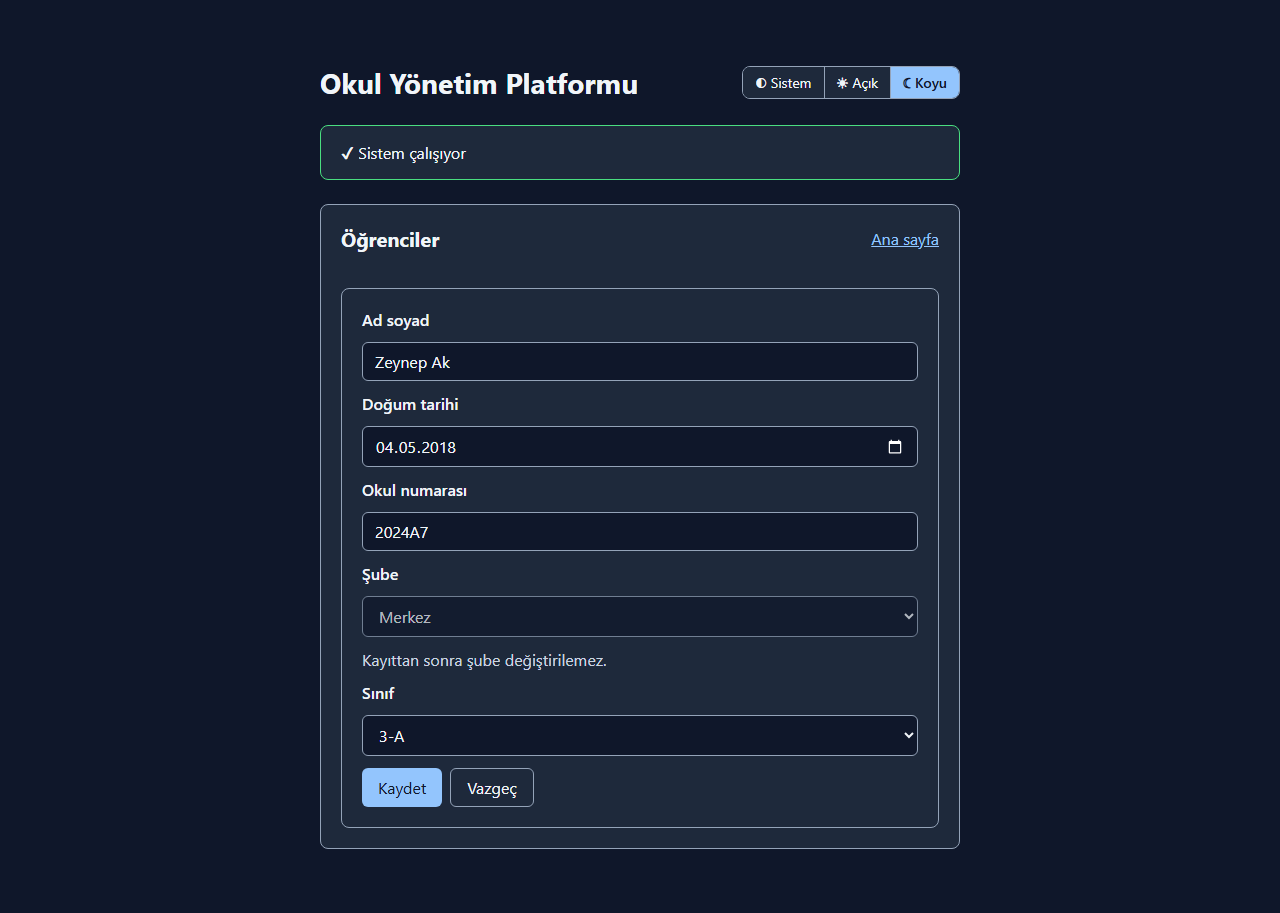 Okul Yönetim Platformu
Sistem
Açık
Koyu
Sistem çalışıyor
Öğrenciler
Ana sayfa
Ad soyad
Zeynep Ak
Doğum tarihi
04.05.2018
Okul numarası
2024A7
Şube
Merkez
Kayıttan sonra şube değiştirilemez.
Sınıf
3-A
Kaydet
Vazgeç